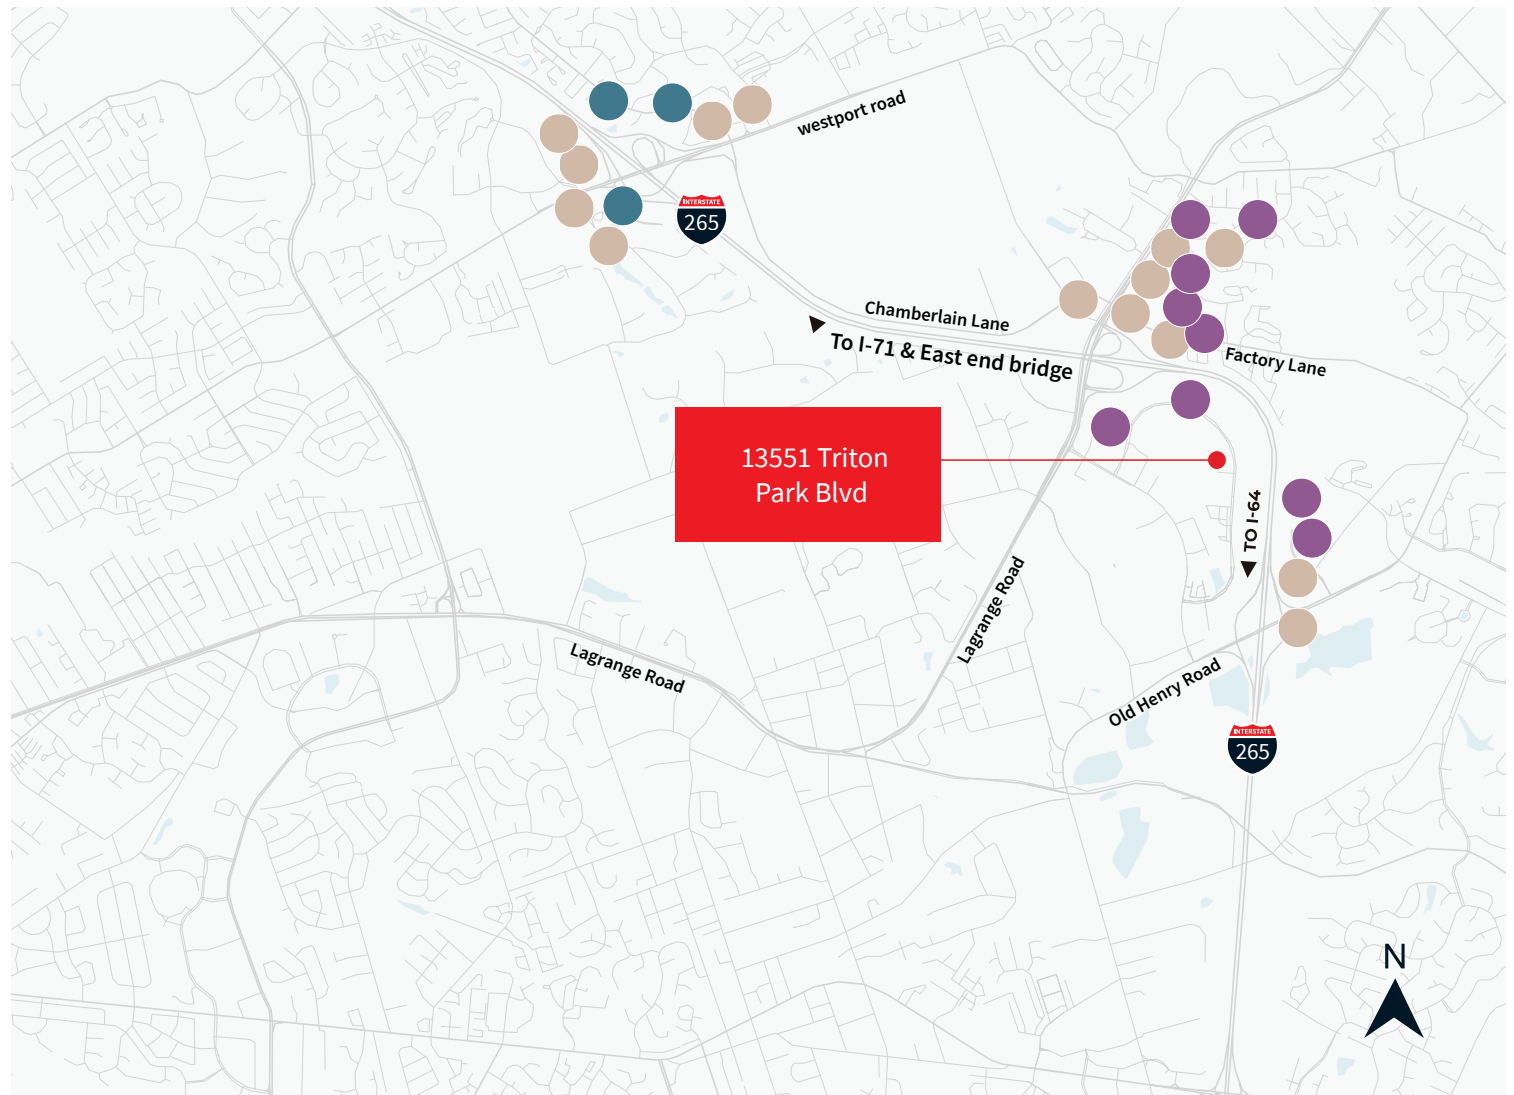 westport road
INTERSTATE
265
Chamberlain Lane
To I-71 & East end bridge
Factory Lane
13551 Triton
Park Blvd
TO I-64
Lagrange Road
Lagrange Road
Old Henry Road
INTERSTATE
265
N